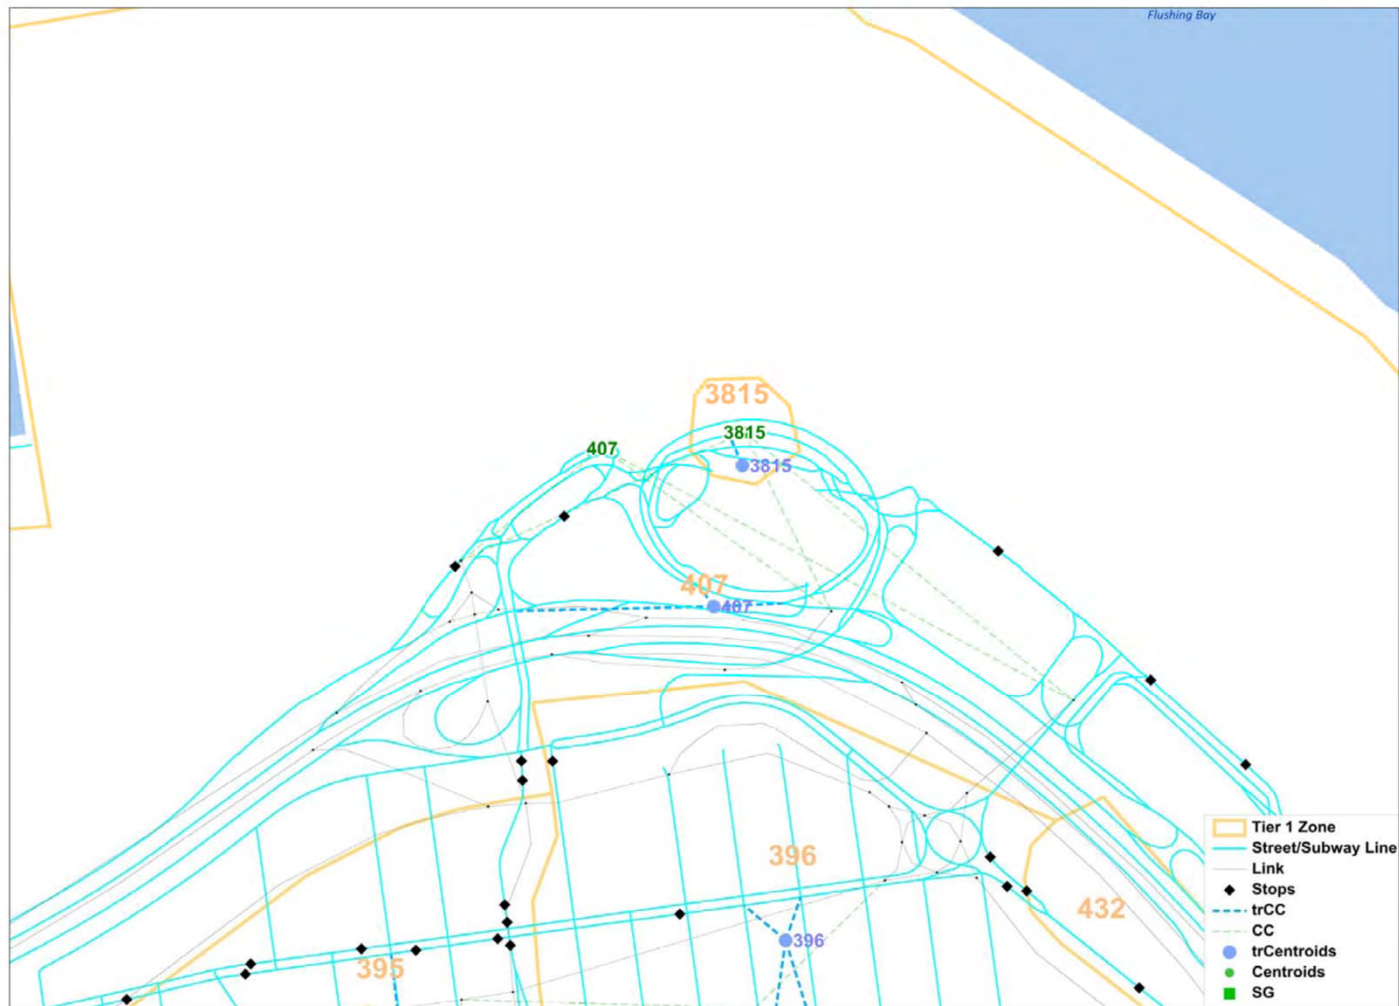 Flushing Bay
3815
407
3815
3815
407
407
396
432
396
395
Tier 1 Zone
Street/Subway Line
Link
Stops
trCC
CC
trCentroids
Centroids
SG